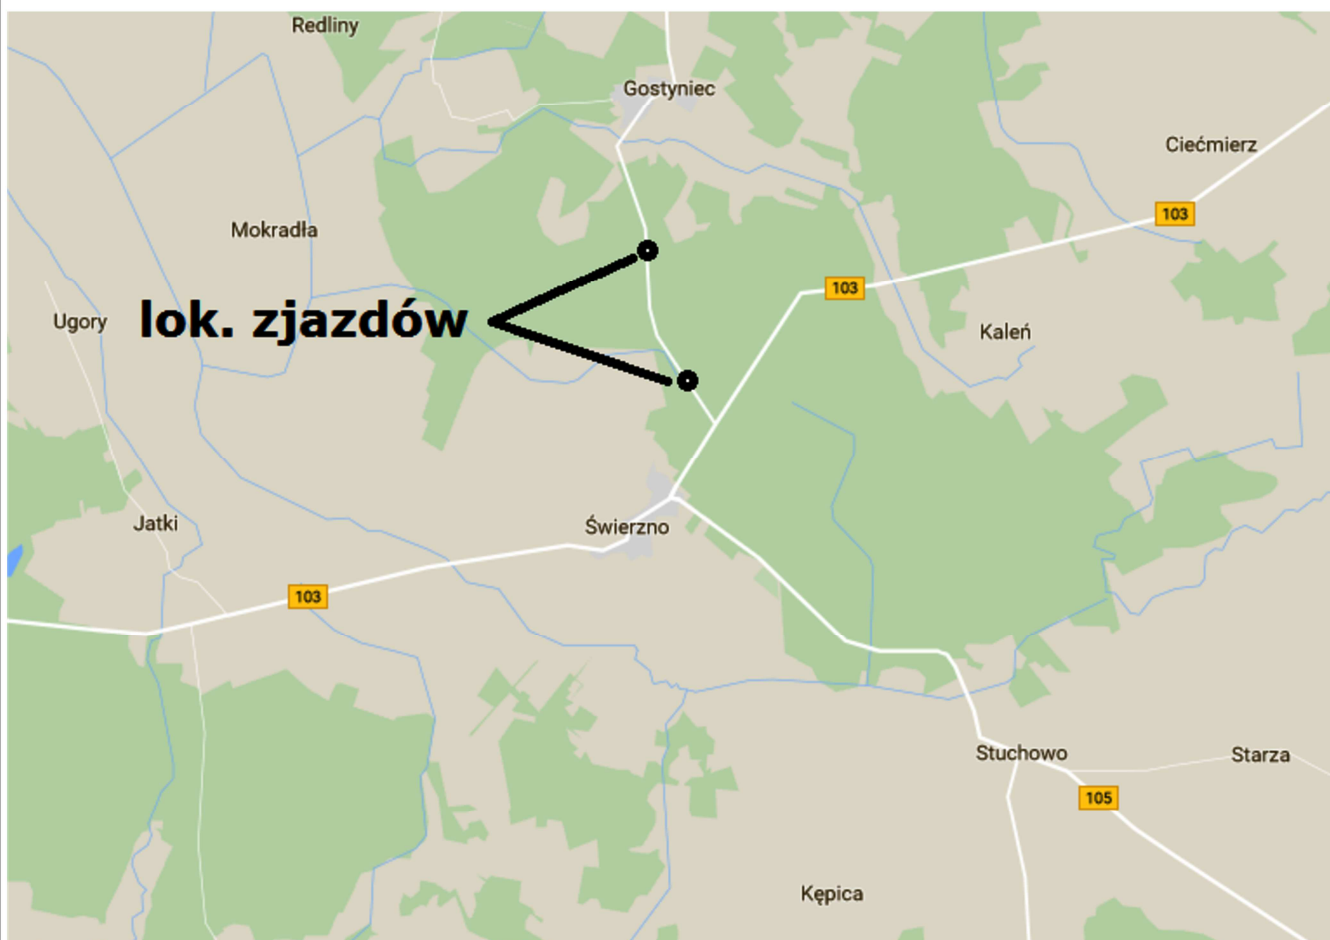 Redliny
Gostyniec
Ciećmierz
103
Mokradła
103
Ugory
lok. zjazdów
Kaleń
Jatki
Świerzno
103
Stuchowo
Starza
105
Kępica